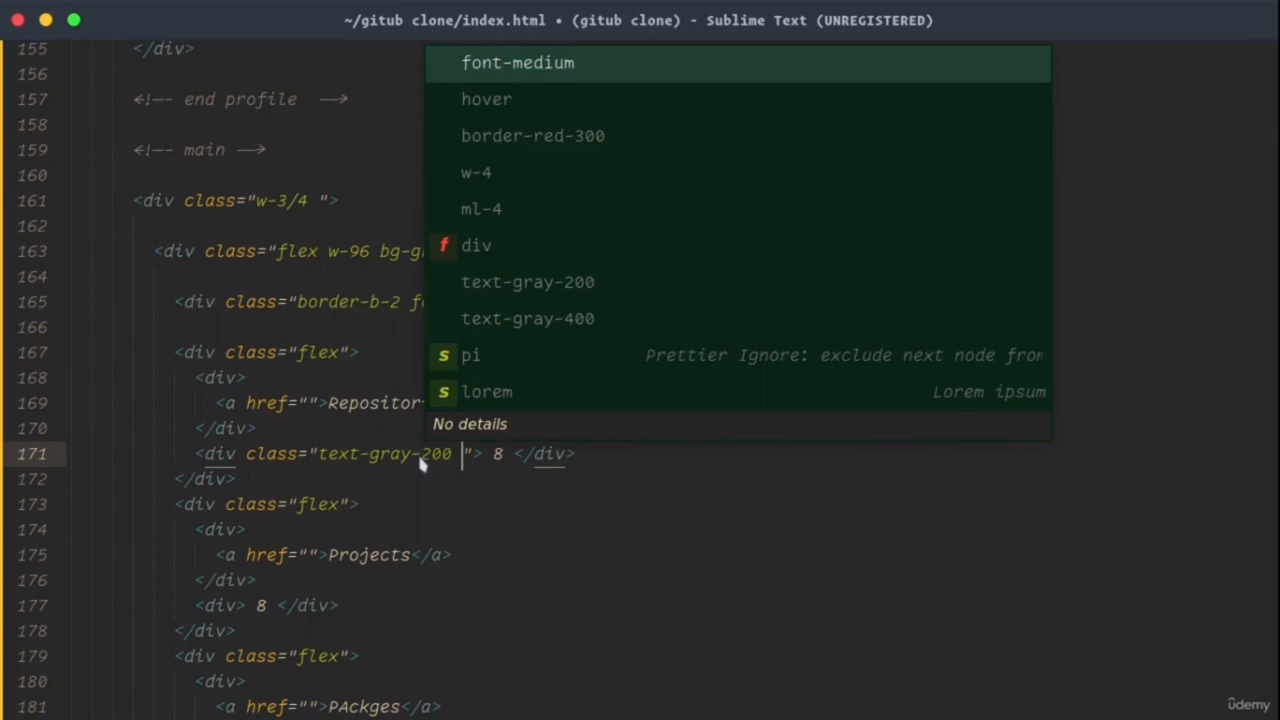 ~/gitub clone/index.html • (gitub clone) - Sublime Text (UNREGISTERED)
155 </div>
156
157 <!-- end profile -->
158
159 <!-- main -->
160
161 <div class="w-3/4 ">
162
163 <div class="flex w-96 bg-g
164
165 <div class="border-b-2 fo
166
167 <div class="flex">
168 <div>
169 <a href="">Repositor
170 </div>
171 <div class="text-gray-200 "> 8 </div>
172 </div>
173 <div class="flex">
174 <div>
175 <a href="">Projects</a>
176 </div>
177 <div> 8 </div>
178 </div>
179 <div class="flex">
180 <div>
181 <a href="">PAckges</a>
font-medium
hover
border-red-300
w-4
ml-4
f div
text-gray-200
text-gray-400
s pi Prettier Ignore: exclude next node from
s lorem Lorem ipsum
No details
ûdemy